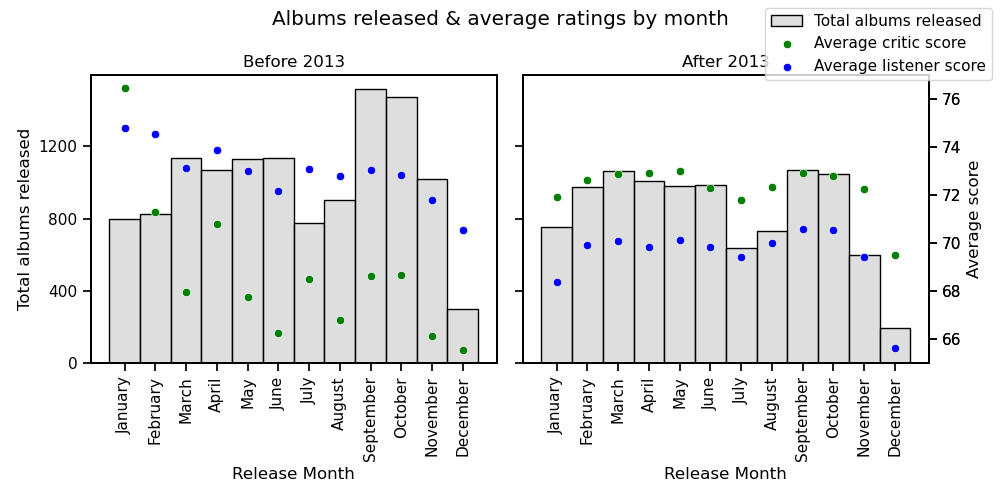 Albums released & average ratings by month
Total albums released
Average critic score
Average listener score
Before 2013
After 2013
Total albums released
1200
800
400
0
76
74
72
70
68
66
Average score
January
February
March
April
May
June
July
August
September
October
November
December
Release Month
January
February
March
April
May
June
July
August
September
October
November
December
Release Month